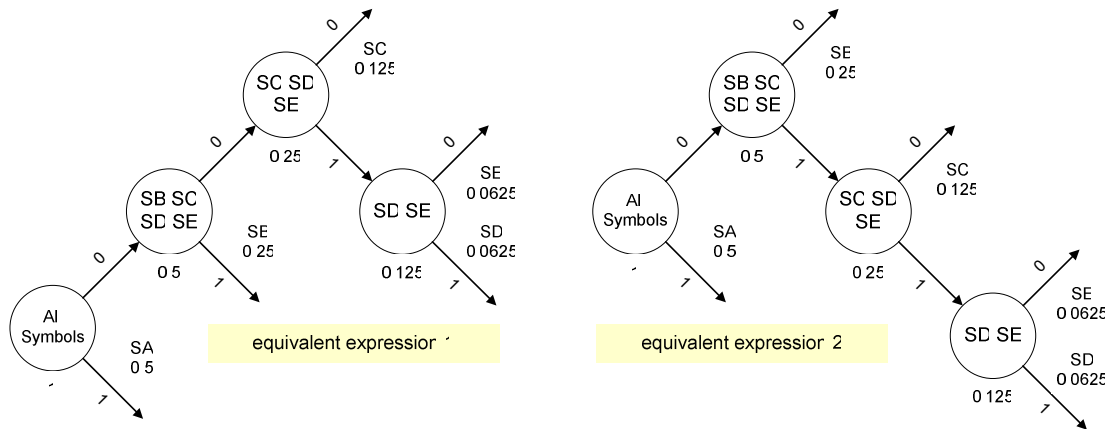 0
SC
0 125
SC SD
SE
0 25
0
1
0
SE
0 0625
SD SE
0 125
SD
0 0625
1
SB SC
SD SE
0 5
SE
0 25
0
1
Al
Symbols
SA
0 5
1
equivalent expression
0
SE
0 25
SB SC
SD SE
0 5
0
1
0
SC
0 125
Al
Symbols
SA
0 5
1
SC SD
SE
0 25
1
0
SE
0 0625
SD SE
0 125
SD
0 0625
1
equivalent expression 2